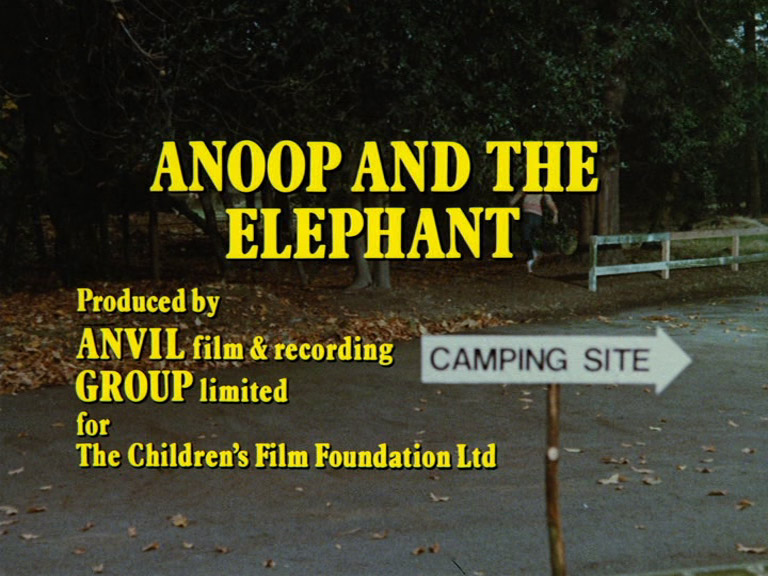 ANOOP AND THE
ELEPHANT
Produced by
ANVIL film & recording
GROUP limited
for
The Children's Film Foundation Ltd
CAMPING SITE